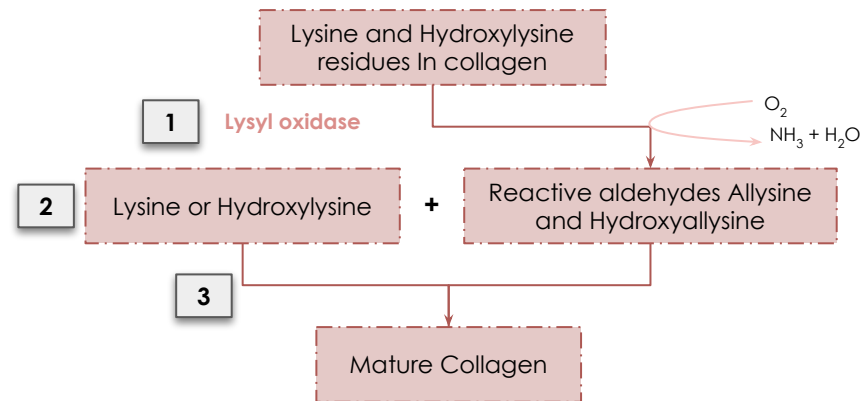 Lysine and Hydroxylysine
residues In collagen
1
Lysyl oxidase
O₂
NH₃ + H₂O
2
Lysine or Hydroxylysine
+
Reactive aldehydes Allysine
and Hydroxyallysine
3
Mature Collagen